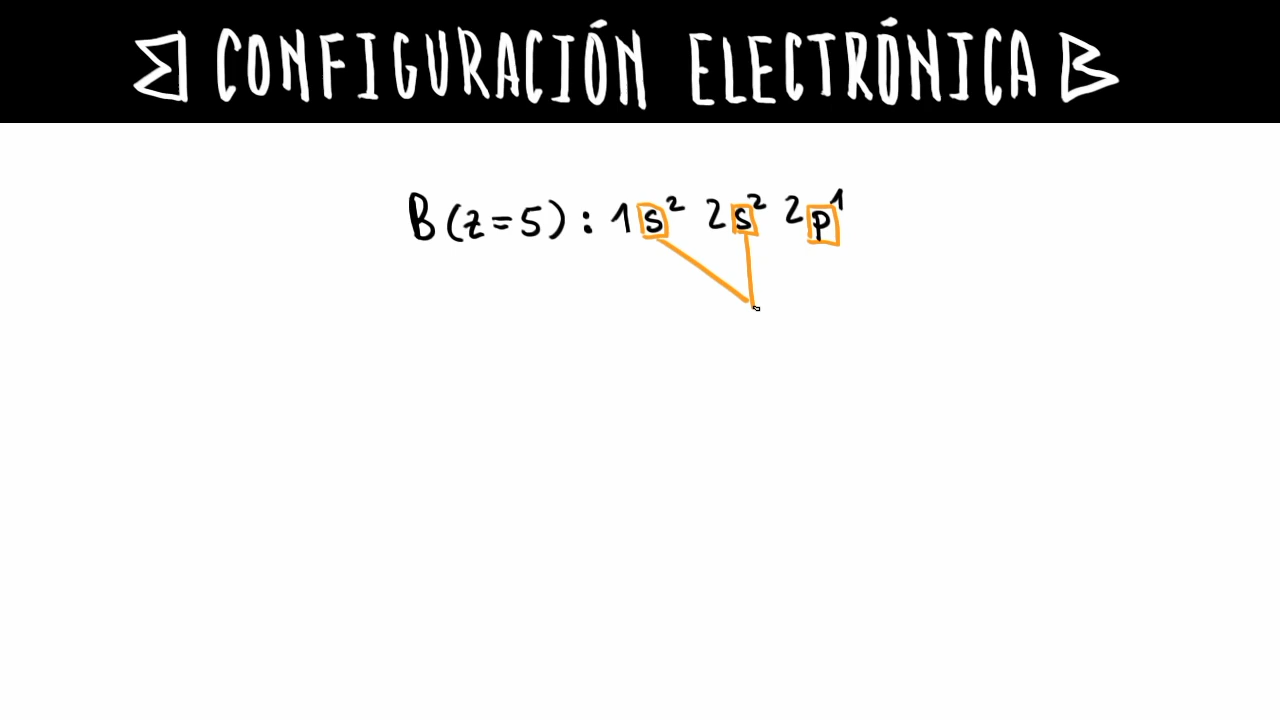 CONFIGURACIÓN ELECTRÓNICA
B (z=5) : 1s² 2s² 2p¹